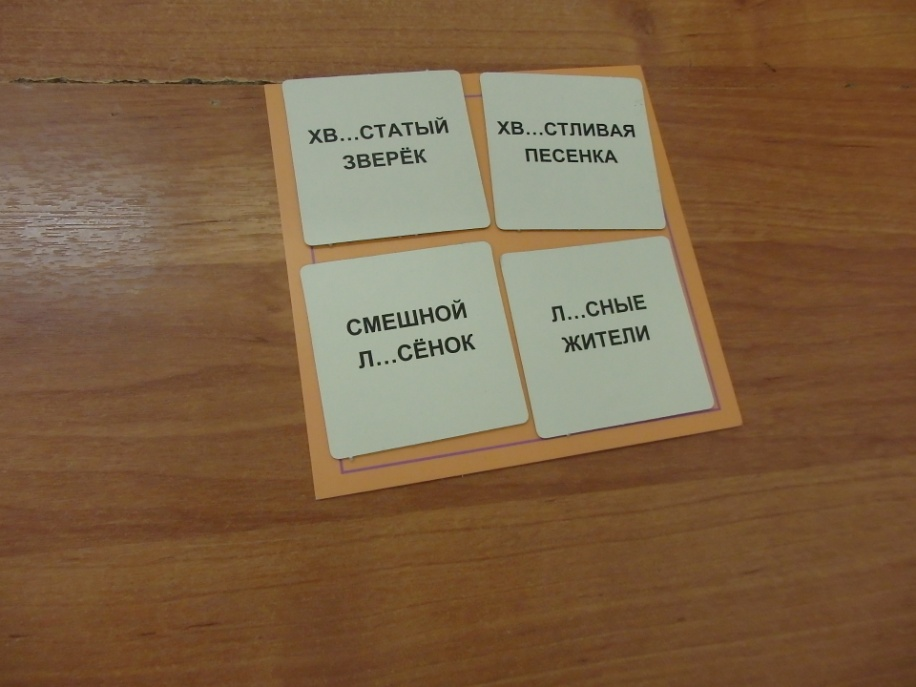 ХВ...СТАТЫЙ
ЗВЕРЁК
ХВ...СТЛИВАЯ
ПЕСЕНКА
СМЕШНОЙ
Л...СЁНОК
Л...СНЫЕ
ЖИТЕЛИ